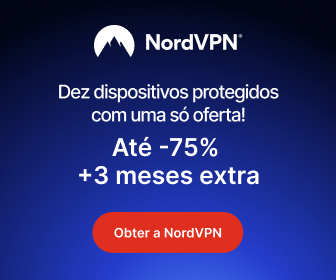 NordVPN®
Dez dispositivos protegidos
com uma só oferta!
Até -75%
+3 meses extra
Obter a NordVPN